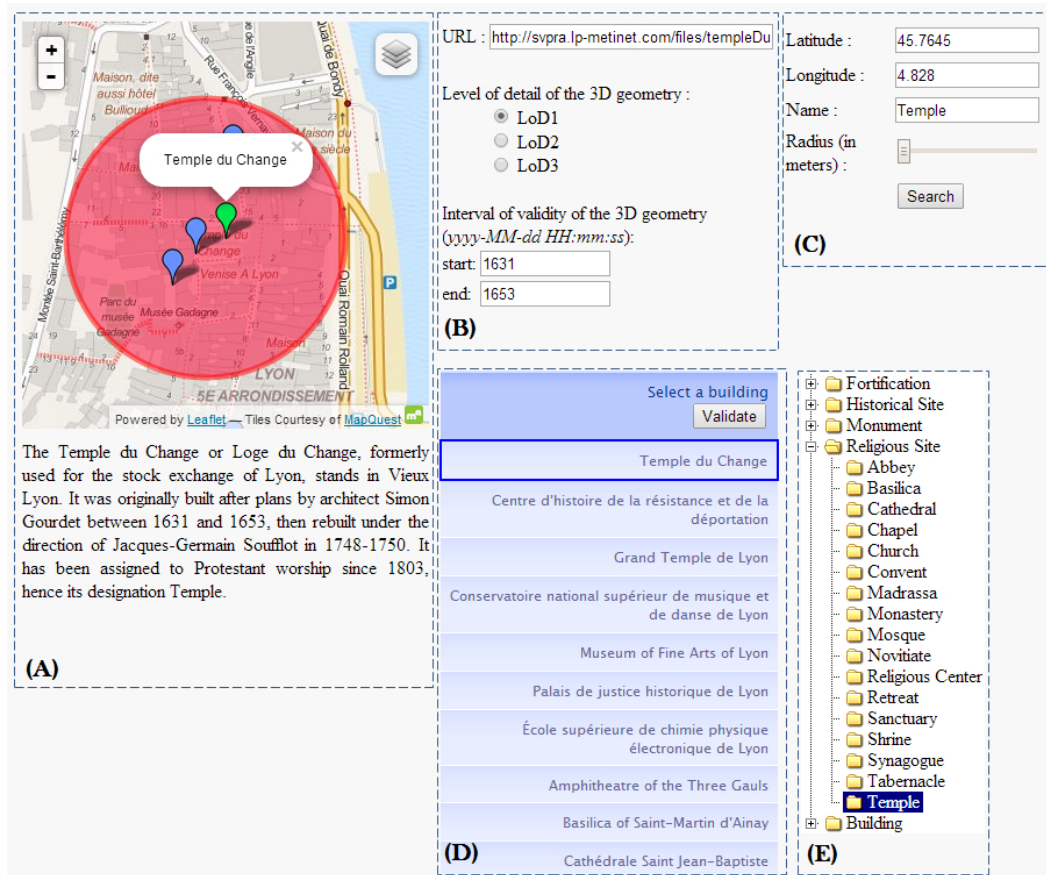 +
-
Quai de Bondy
Rue de l'Angile
Rue François Vernay
Maison, dite
aussi hôtel
Bullioud
Maison du
siècle
Temple du Change
×
Montée Saint-Barthélemy
Change
Venise A Lyon
Parc du
musée
Gadagne
Musée Gadagne
Maison
Quai Romain Rolland
P
LYON
5E ARRONDISSEMENT
Powered by Leaflet — Tiles Courtesy of MapQuest
The Temple du Change or Loge du Change, formerly
used for the stock exchange of Lyon, stands in Vieux
Lyon. It was originally built after plans by architect Simon
Gourdet between 1631 and 1653, then rebuilt under the
direction of Jacques-Germain Soufflot in 1748-1750. It
has been assigned to Protestant worship since 1803,
hence its designation Temple.
(A)
URL : http://svpra.lp-metinet.com/files/templeDu
Level of detail of the 3D geometry :
LoD1
LoD2
LoD3
Interval of validity of the 3D geometry
(yyyy-MM-dd HH:mm:ss):
start: 1631
end: 1653
(B)
Latitude : 45.7645
Longitude : 4.828
Name : Temple
Radius (in
meters) :
Search
(C)
Select a building
Validate
Temple du Change
Centre d'histoire de la résistance et de la
déportation
Grand Temple de Lyon
Conservatoire national supérieur de musique et
de danse de Lyon
Museum of Fine Arts of Lyon
Palais de justice historique de Lyon
École supérieure de chimie physique
électronique de Lyon
Amphitheatre of the Three Gauls
Basilica of Saint-Martin d'Ainay
Cathédrale Saint Jean-Baptiste
(D)
Fortification
Historical Site
Monument
Religious Site
Abbey
Basilica
Cathedral
Chapel
Church
Convent
Madrassa
Monastery
Mosque
Novitiate
Religious Center
Retreat
Sanctuary
Shrine
Synagogue
Tabernacle
Temple
Building
(E)